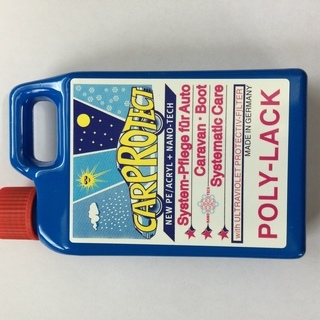 CARPROTECT
NEW PE/ACRYL + NANO-TECH
System-Pflege für Auto
Caravan · Boot
Systematic Care
with ULTRAVIOLET PROTECTIV-FILTER
MADE IN GERMANY
POLY-LACK